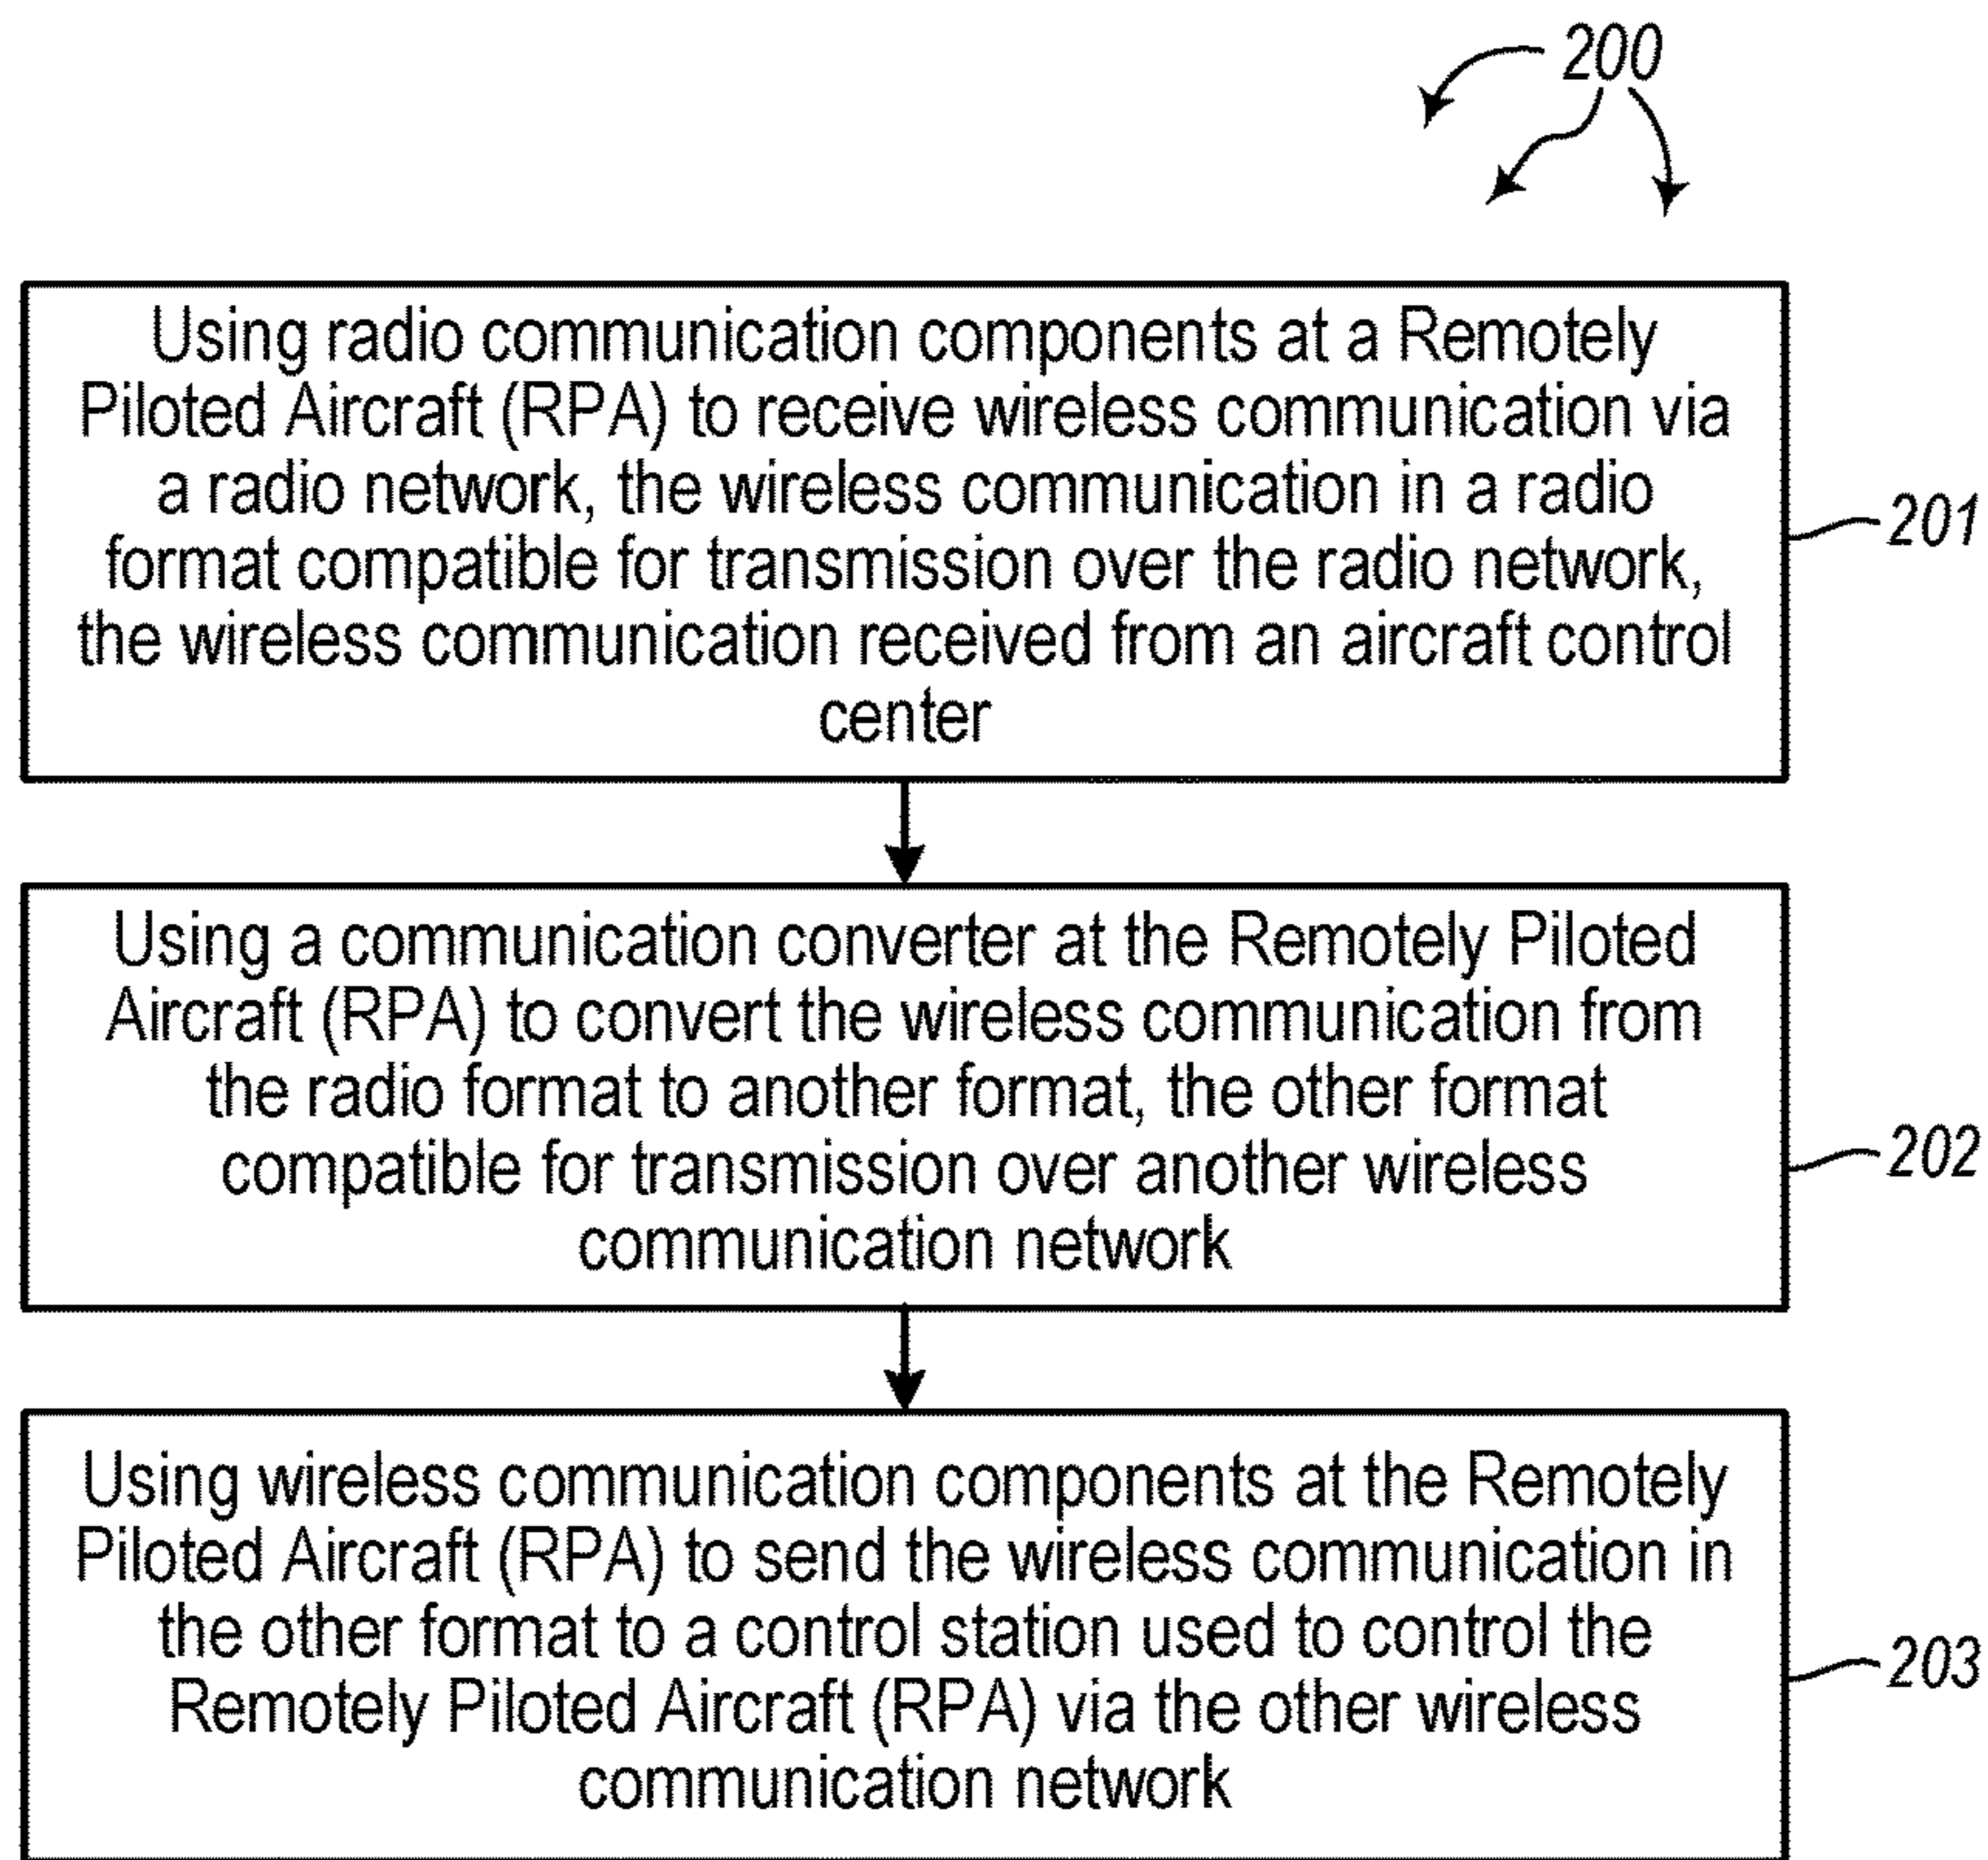 200
Using radio communication components at a Remotely
Piloted Aircraft (RPA) to receive wireless communication via
a radio network, the wireless communication in a radio
format compatible for transmission over the radio network,
the wireless communication received from an aircraft control
center
201
Using a communication converter at the Remotely Piloted
Aircraft (RPA) to convert the wireless communication from
the radio format to another format, the other format
compatible for transmission over another wireless
communication network
202
Using wireless communication components at the Remotely
Piloted Aircraft (RPA) to send the wireless communication in
the other format to a control station used to control the
Remotely Piloted Aircraft (RPA) via the other wireless
communication network
203